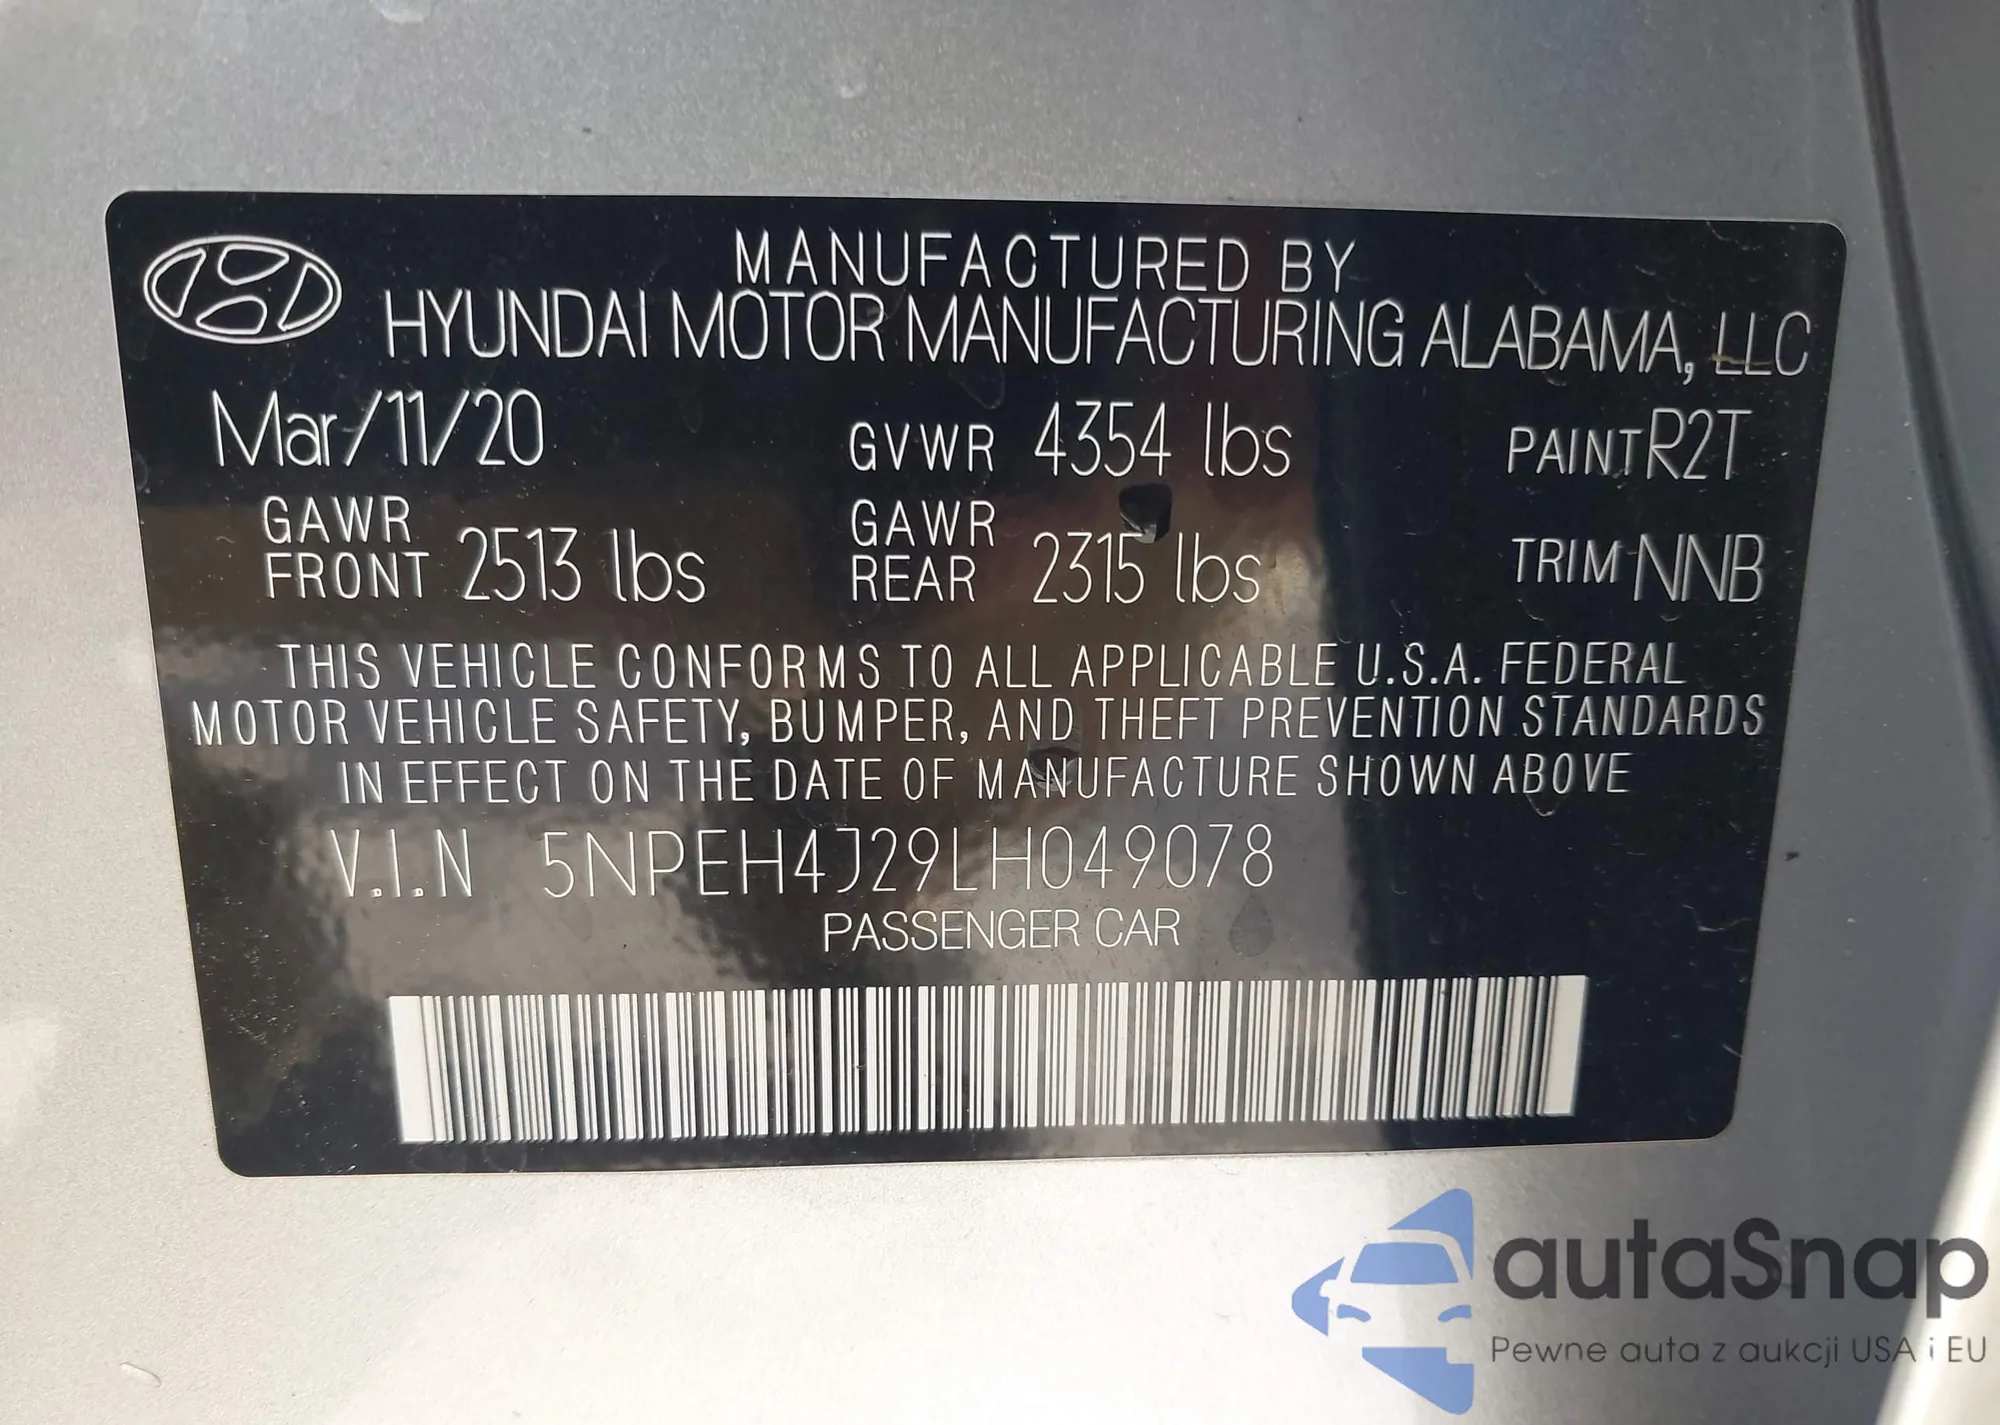 MANUFACTURED BY
HYUNDAI MOTOR MANUFACTURING ALABAMA, LLC
Mar/11/20 GVWR 4354 lbs PAINT R2T
GAWR FRONT 2513 lbs GAWR REAR 2315 lbs TRIM NNB
THIS VEHICLE CONFORMS TO ALL APPLICABLE U.S.A. FEDERAL
MOTOR VEHICLE SAFETY, BUMPER, AND THEFT PREVENTION STANDARDS
IN EFFECT ON THE DATE OF MANUFACTURE SHOWN ABOVE
V.I.N 5NPEH4J29LH049078
PASSENGER CAR
autaSnap
Pewne auta z aukcji USA i EU